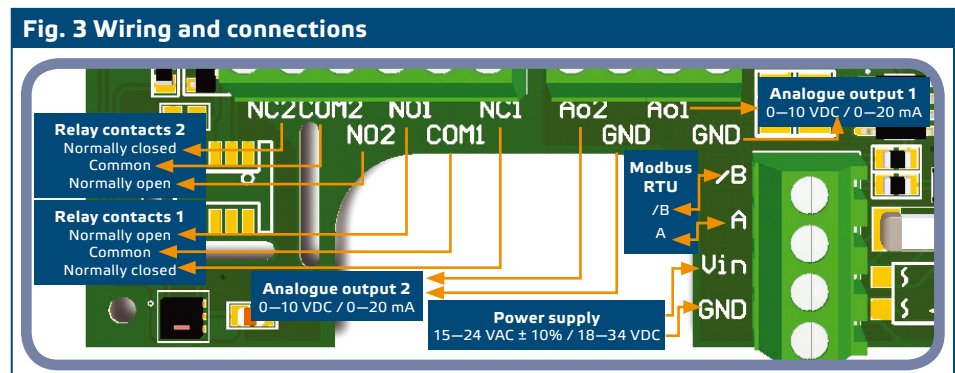 Fig. 3 Wiring and connections
NC2 COM2 NO1 NC1 Ao2 Ao1
NO2 COM1 GND GND
Analogue output 1
0—10 VDC / 0—20 mA
Relay contacts 2
Normally closed
Common
Normally open
Relay contacts 1
Normally open
Common
Normally closed
Modbus
RTU
/B
A
/B
A
Vin
GND
Analogue output 2
0—10 VDC / 0—20 mA
Power supply
15—24 VAC ± 10% / 18—34 VDC